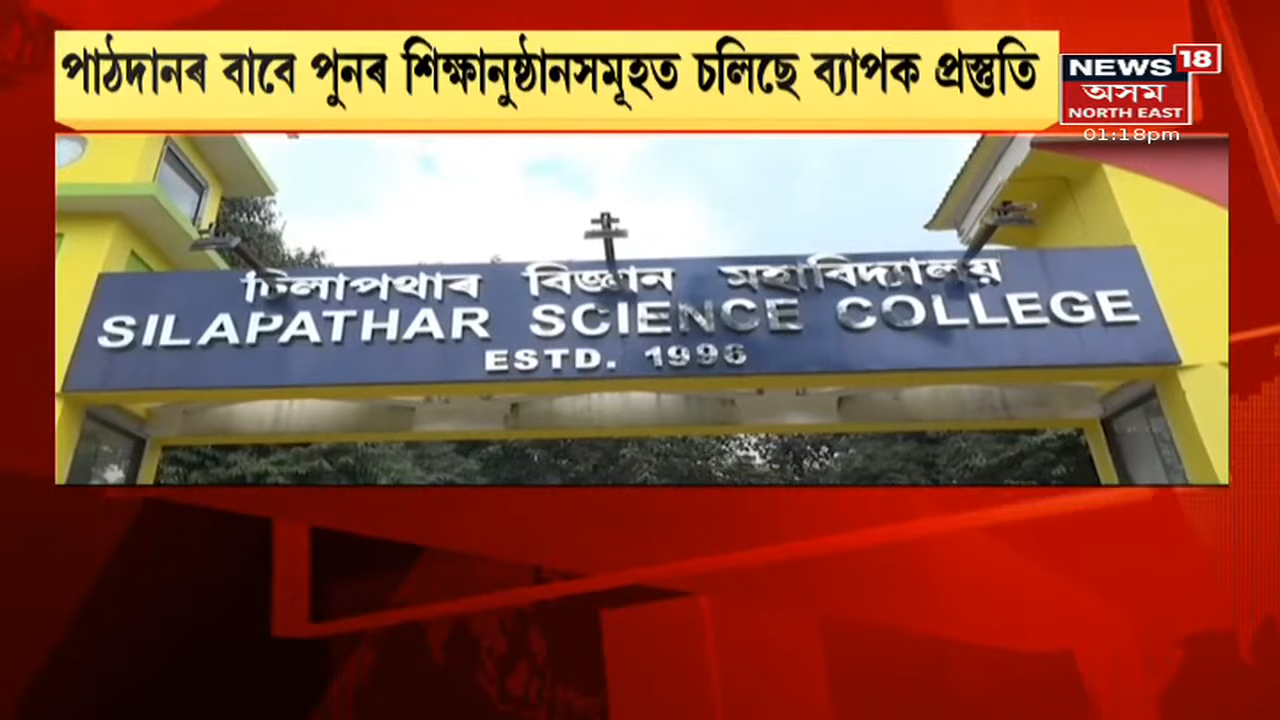 পাঠদানৰ বাবে পুনৰ শিক্ষানুষ্ঠানসমূহত চলিছে ব্যাপক প্ৰস্তুতি
NEWS 18
অসম
NORTH EAST
01:18pm
চিলাপথাৰ বিজ্ঞান মহাবিদ্যালয়
SILAPATHAR SCIENCE COLLEGE
ESTD. 1996